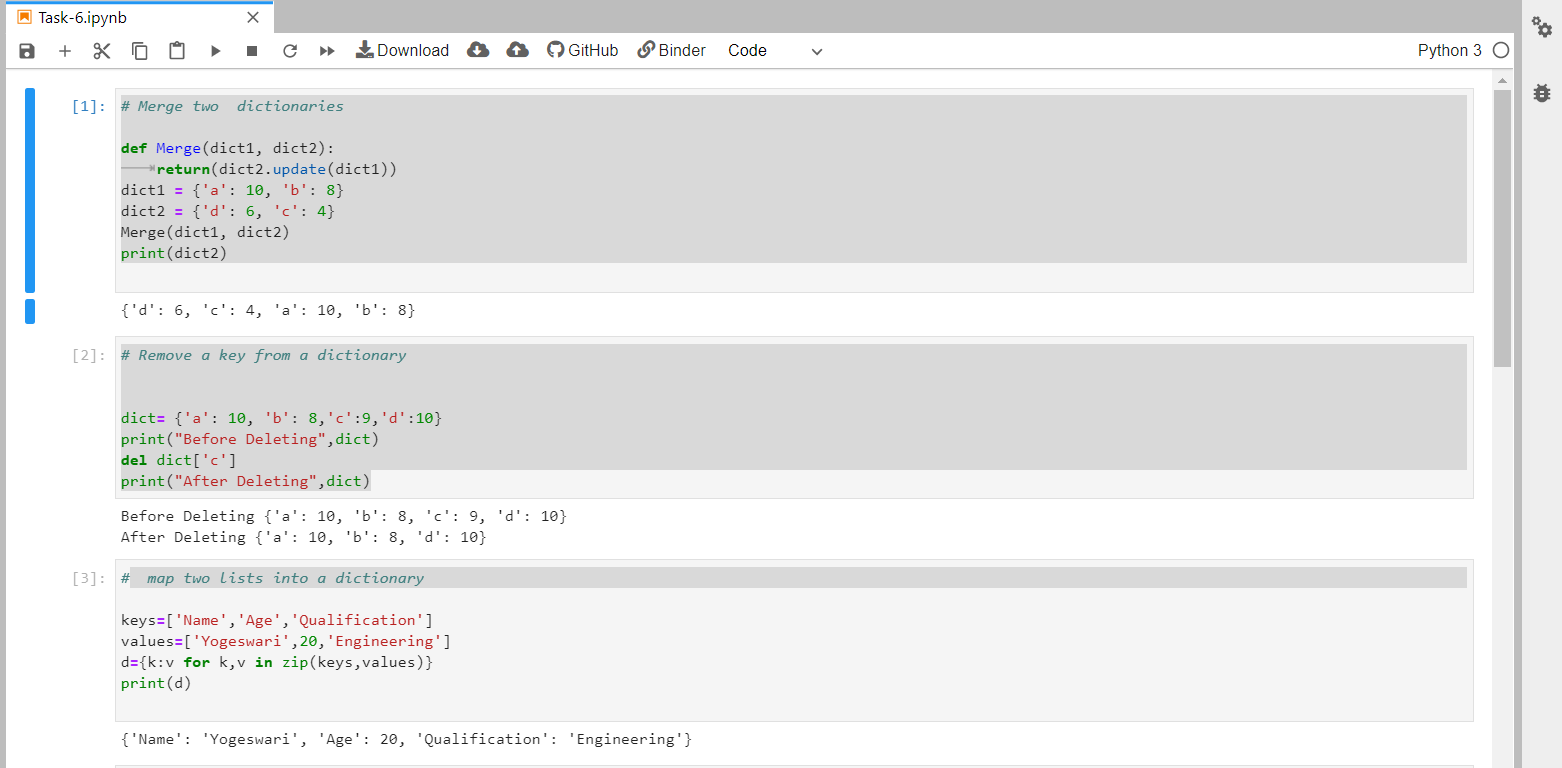 Task-6.ipynb
Download GitHub Binder Code Python 3
[1]: # Merge two  dictionaries
def Merge(dict1, dict2):
    return(dict2.update(dict1))
dict1 = {'a': 10, 'b': 8}
dict2 = {'d': 6, 'c': 4}
Merge(dict1, dict2)
print(dict2)
{'d': 6, 'c': 4, 'a': 10, 'b': 8}
[2]: # Remove a key from a dictionary
dict= {'a': 10, 'b': 8,'c':9,'d':10}
print("Before Deleting",dict)
del dict['c']
print("After Deleting",dict)
Before Deleting {'a': 10, 'b': 8, 'c': 9, 'd': 10}
After Deleting {'a': 10, 'b': 8, 'd': 10}
[3]: #  map two lists into a dictionary
keys=['Name','Age','Qualification']
values=['Yogeswari',20,'Engineering']
d={k:v for k,v in zip(keys,values)}
print(d)
{'Name': 'Yogeswari', 'Age': 20, 'Qualification': 'Engineering'}